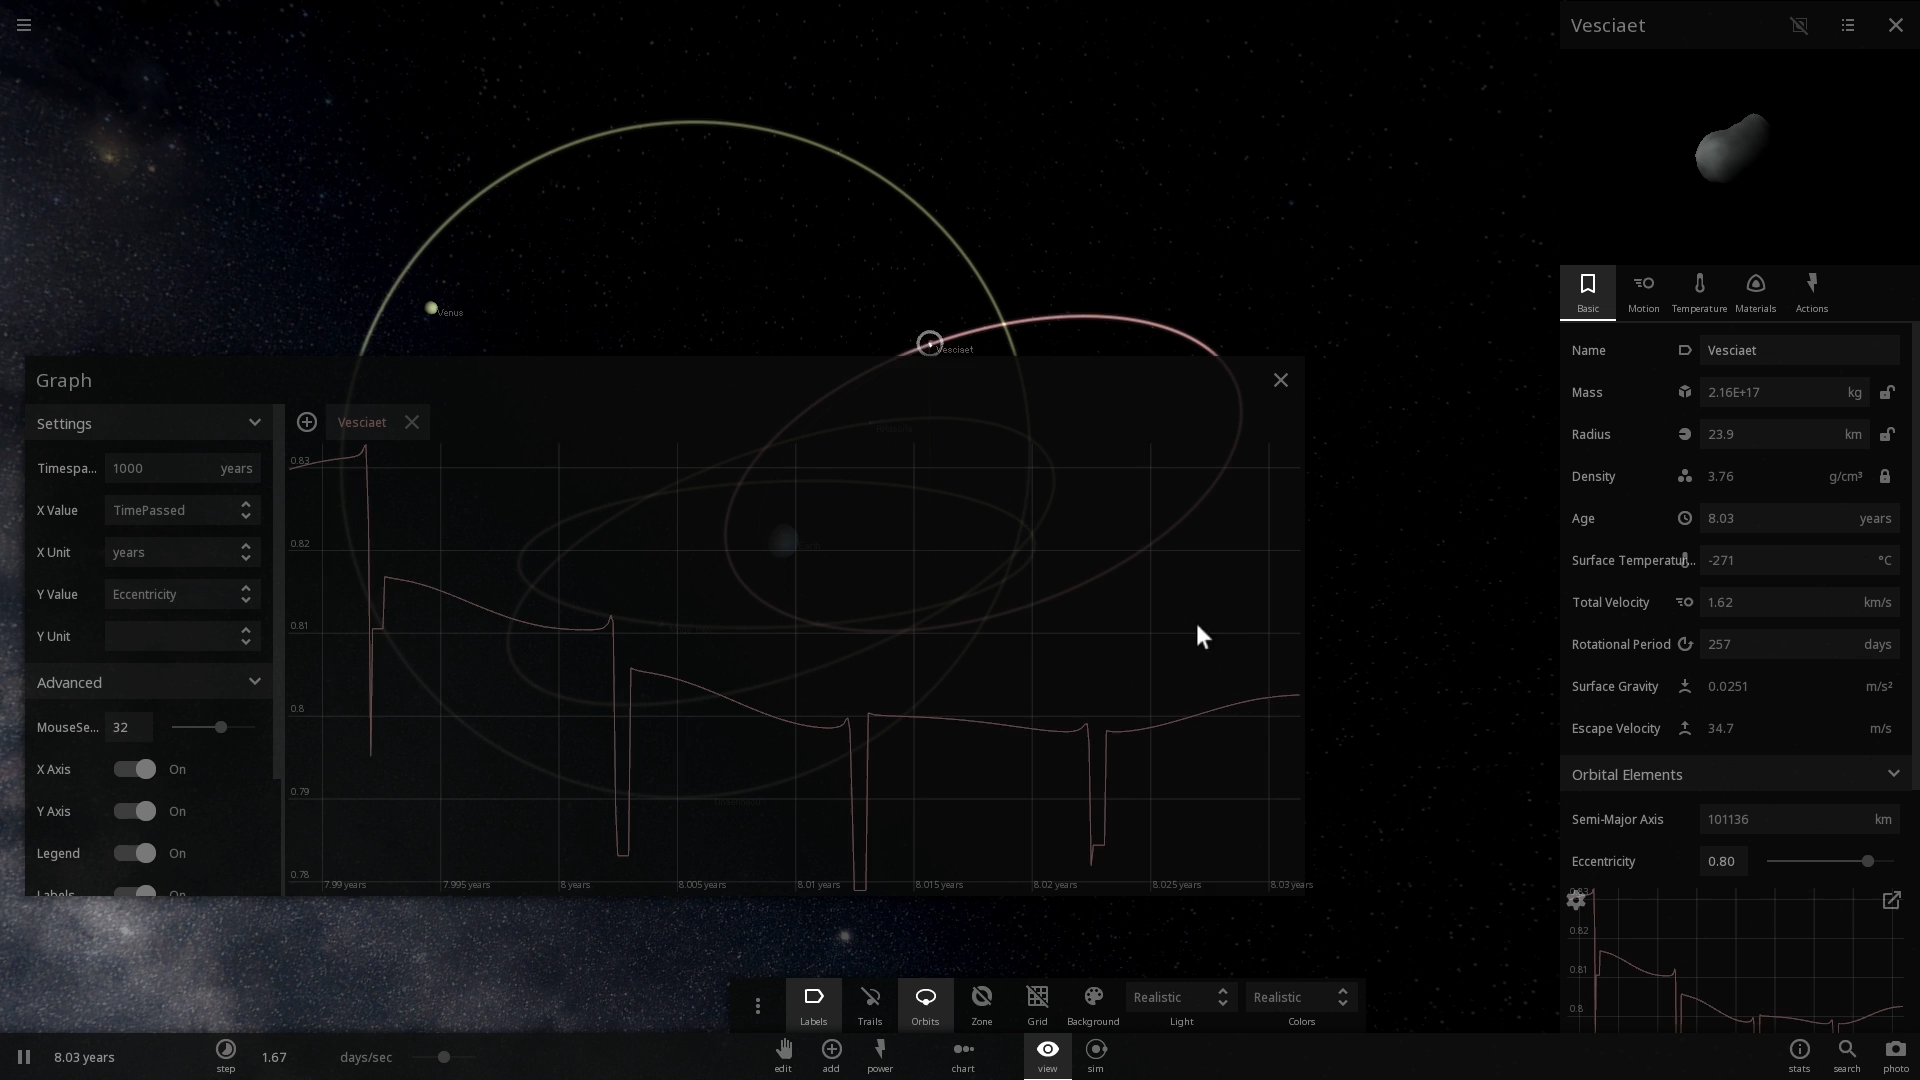 Vesciaet
Venus
Vesciaet
Graph
Settings
Vesciaet
Timespa... 1000 years
X Value TimePassed
X Unit years
Y Value Eccentricity
Y Unit
Advanced
MouseSe... 32
X Axis On
Y Axis On
Legend On
Labels On
0.83
0.82
0.81
0.8
0.79
0.78
7.99 years 7.995 years 8 years 8.005 years 8.01 years 8.015 years 8.02 years 8.025 years 8.03 years
Basic Motion Temperature Materials Actions
Name Vesciaet
Mass 2.16E+17 kg
Radius 23.9 km
Density 3.76 g/cm³
Age 8.03 years
Surface Temperatur... -271 °C
Total Velocity 1.62 km/s
Rotational Period 257 days
Surface Gravity 0.0251 m/s²
Escape Velocity 34.7 m/s
Orbital Elements
Semi-Major Axis 101136 km
Eccentricity 0.80
0.83
0.82
0.81
0.8
Labels Trails Orbits Zone Grid Background
Realistic Light
Realistic Colors
8.03 years step 1.67 days/sec
edit add power chart view sim stats search photo